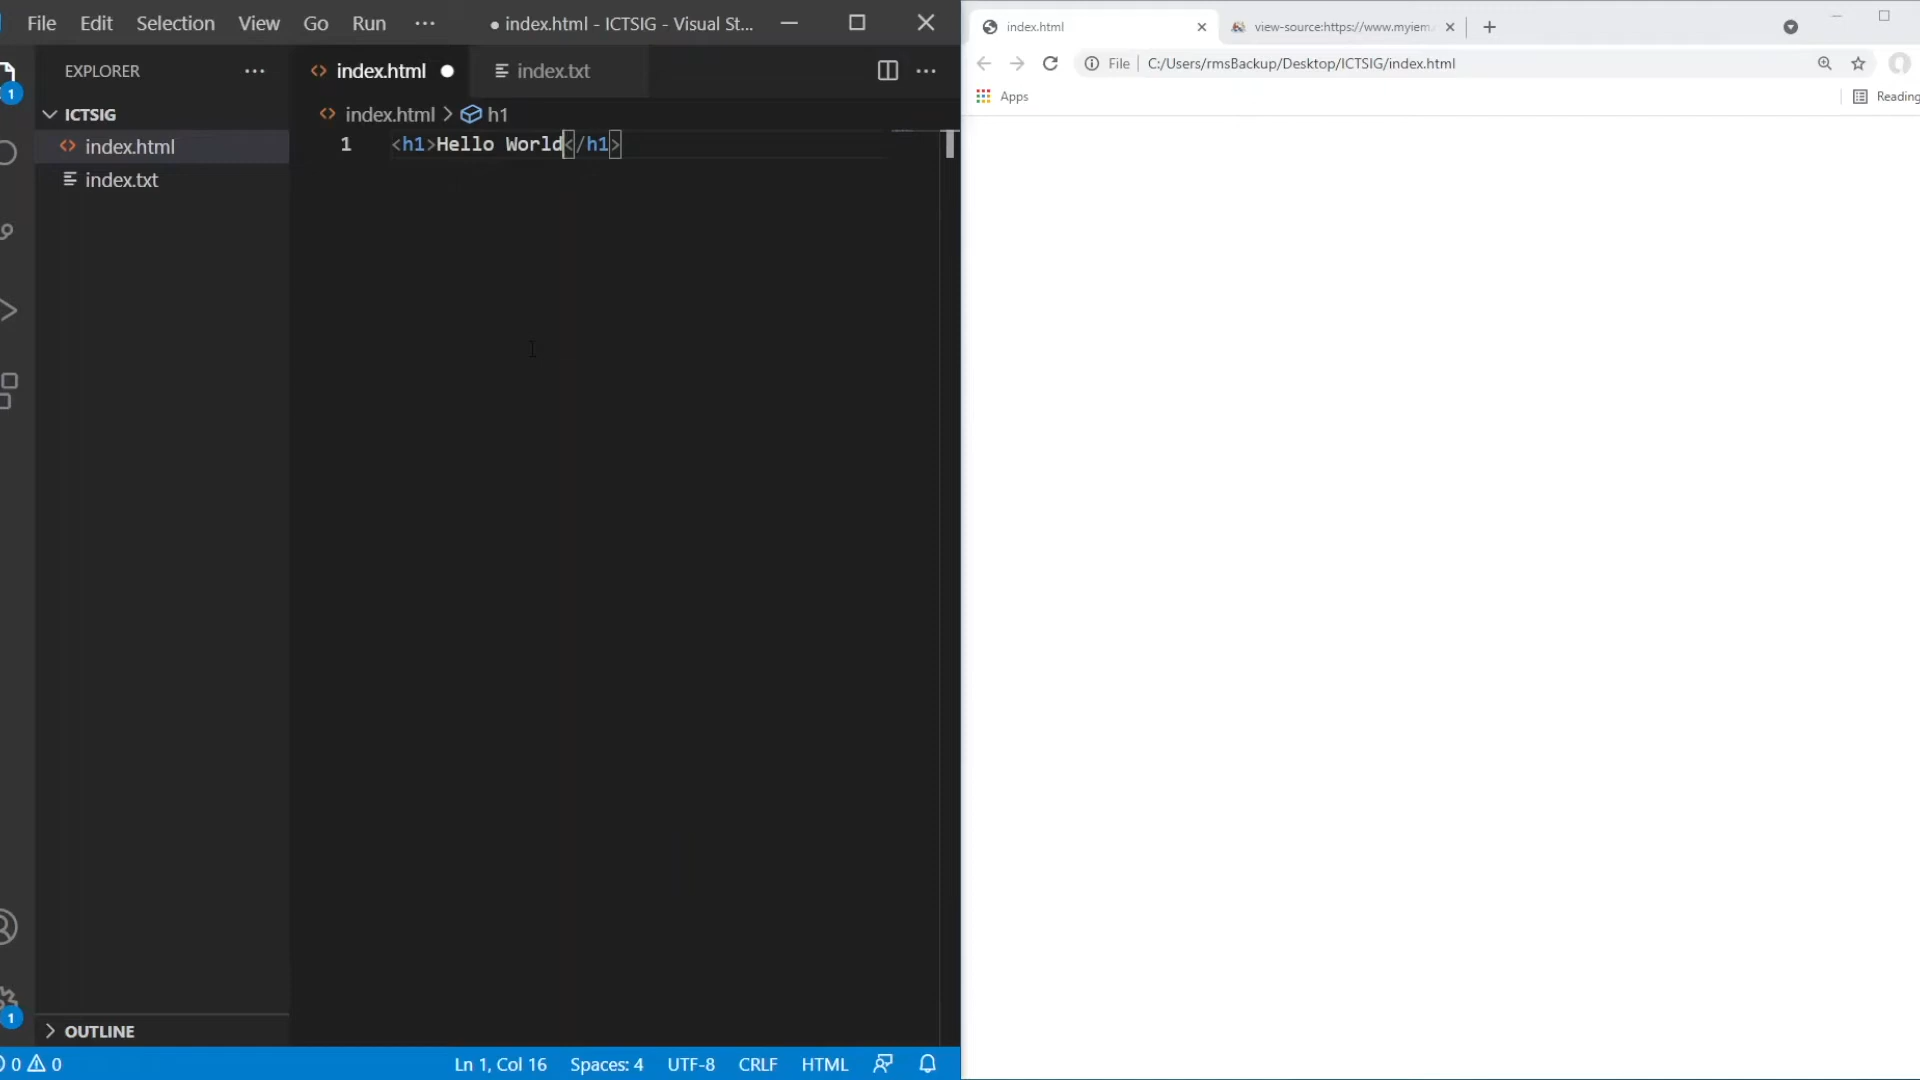 File Edit Selection View Go Run ··· ● index.html - ICTSIG - Visual St...
EXPLORER ···
index.html ●
index.txt
···
ICTSIG
index.html
index.txt
index.html > h1
1 <h1>Hello World</h1>
1
1
OUTLINE
0 0
Ln 1, Col 16 Spaces: 4 UTF-8 CRLF HTML
index.html
view-source:https://www.myiem.
File C:/Users/rmsBackup/Desktop/ICTSIG/index.html
Apps
Reading